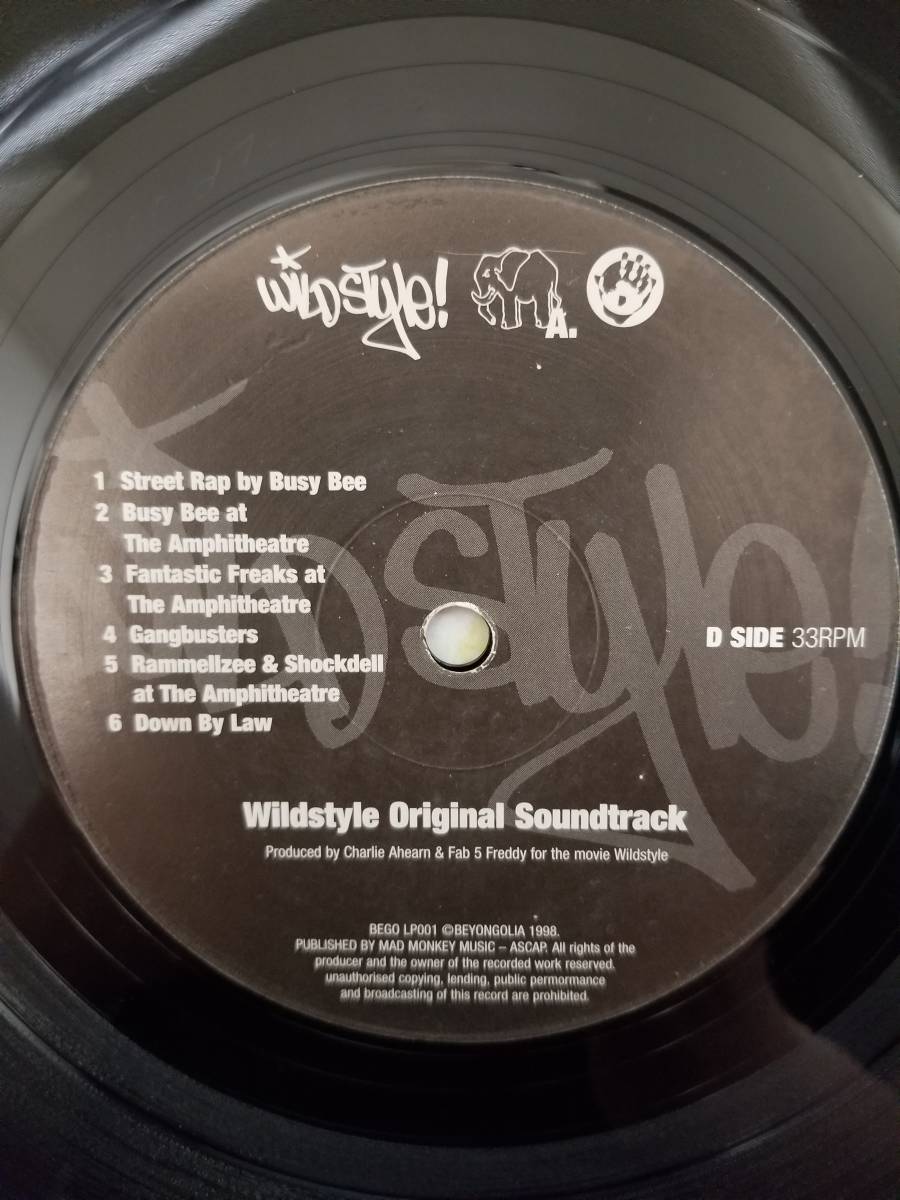 wildstyle!
A.
1 Street Rap by Busy Bee
2 Busy Bee at
The Amphitheatre
3 Fantastic Freaks at
The Amphitheatre
4 Gangbusters
5 Rammellzee & Shockdell
at The Amphitheatre
6 Down By Law
D SIDE 33RPM
wildstyle!
Wildstyle Original Soundtrack
Produced by Charlie Ahearn & Fab 5 Freddy for the movie Wildstyle
BEGO LP001 ©BEYONGOLIA 1998.
PUBLISHED BY MAD MONKEY MUSIC – ASCAP. All rights of the
producer and the owner of the recorded work reserved.
unauthorised copying, lending, public permormance
and broadcasting of this record are prohibited.